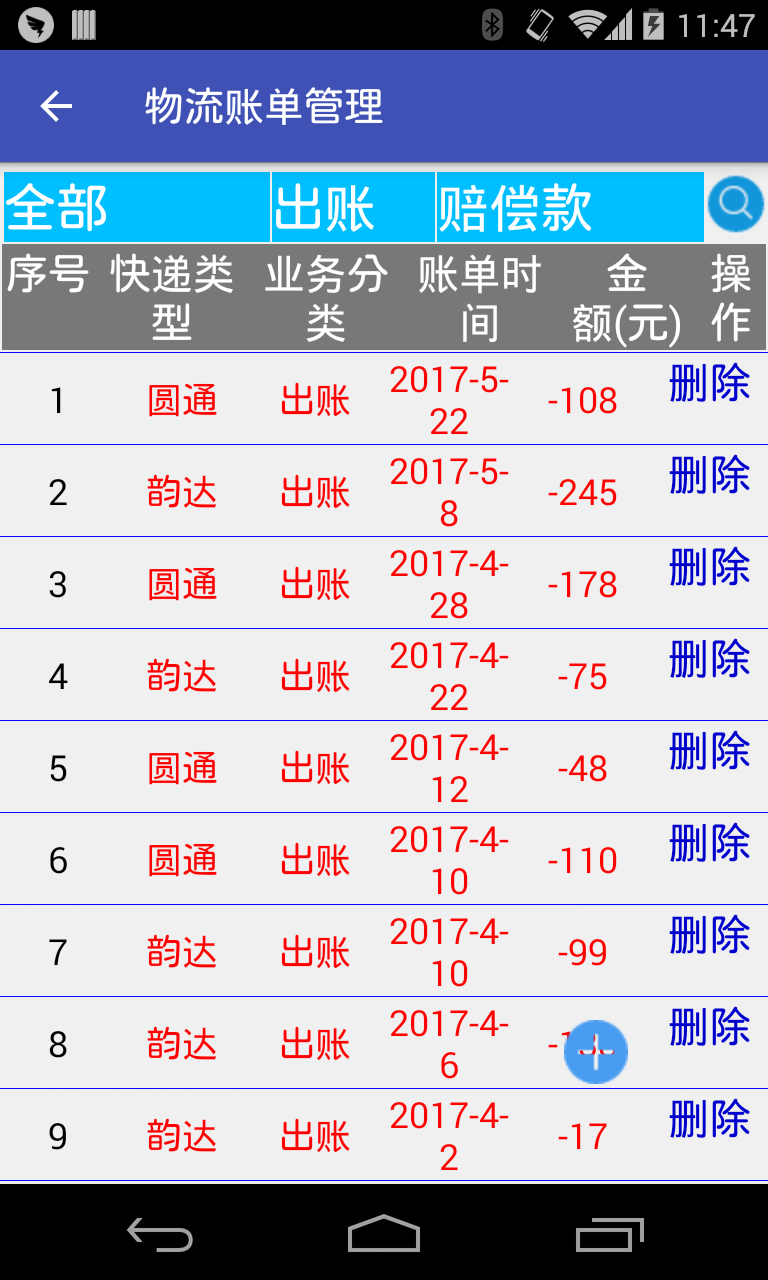 11:47
物流账单管理
全部 出账 赔偿款
序号 快递类型 业务分类 账单时间 金额(元) 操作
1 圆通 出账 2017-5-22 -108 删除
2 韵达 出账 2017-5-8 -245 删除
3 圆通 出账 2017-4-28 -178 删除
4 韵达 出账 2017-4-22 -75 删除
5 圆通 出账 2017-4-12 -48 删除
6 圆通 出账 2017-4-10 -110 删除
7 韵达 出账 2017-4-10 -99 删除
8 韵达 出账 2017-4-6 删除
9 韵达 出账 2017-4-2 -17 删除